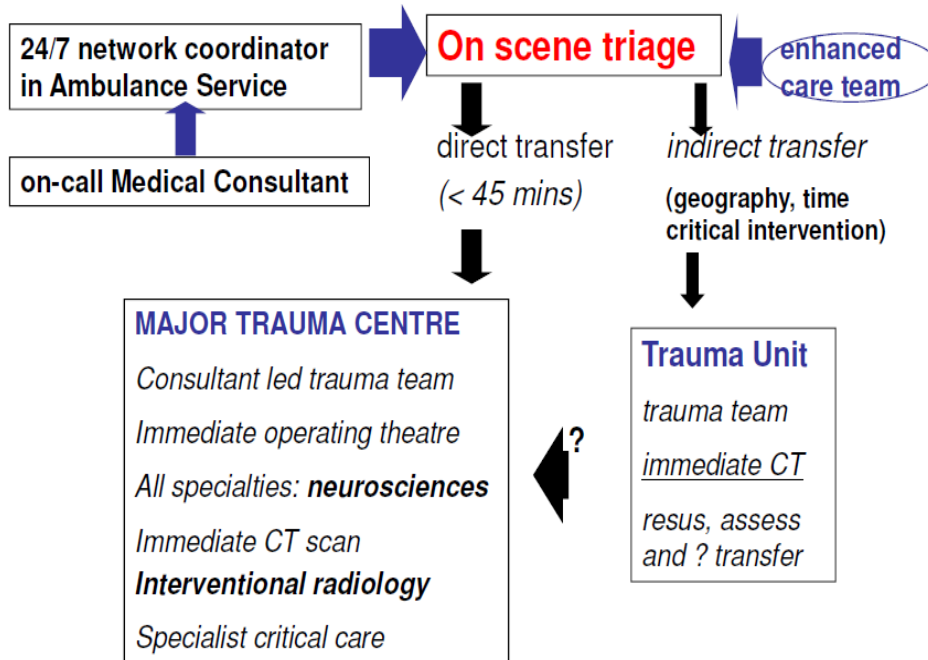 24/7 network coordinator
in Ambulance Service
On scene triage
enhanced
care team
on-call Medical Consultant
direct transfer
(< 45 mins)
indirect transfer
(geography, time
critical intervention)
MAJOR TRAUMA CENTRE
Consultant led trauma team
Immediate operating theatre
All specialties: neurosciences
Immediate CT scan
Interventional radiology
Specialist critical care
?
Trauma Unit
trauma team
immediate CT
resus, assess
and ? transfer